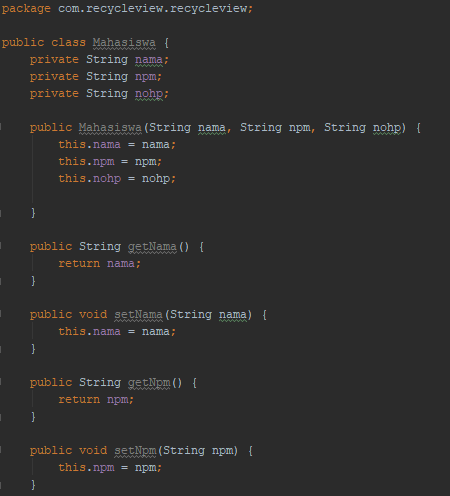 package com.recycleview.recycleview;
public class Mahasiswa {
private String nama;
private String npm;
private String nohp;
public Mahasiswa(String nama, String npm, String nohp) {
this.nama = nama;
this.npm = npm;
this.nohp = nohp;
}
public String getNama() {
return nama;
}
public void setNama(String nama) {
this.nama = nama;
}
public String getNpm() {
return npm;
}
public void setNpm(String npm) {
this.npm = npm;
}